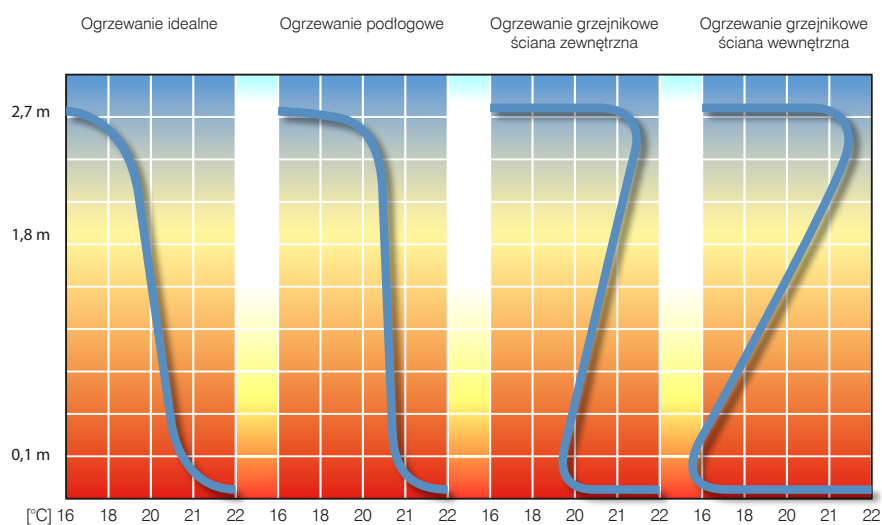 Ogrzewanie idealne
Ogrzewanie podłogowe
Ogrzewanie grzejnikowe
ściana zewnętrzna
Ogrzewanie grzejnikowe
ściana wewnętrzna
2,7 m
1,8 m
0,1 m
[°C] 16 18 20 21 22 16 18 20 21 22 16 19 20 21 22 16 18 20 21 22